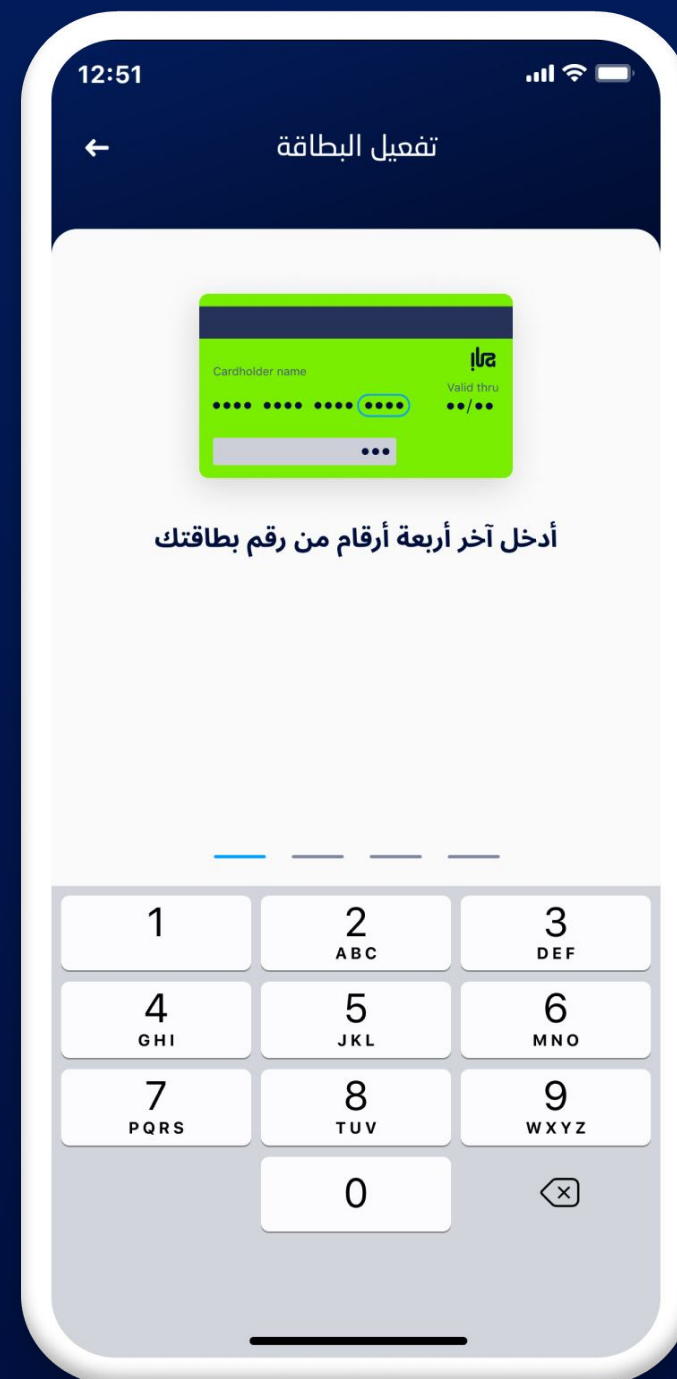 12:51
تفعيل البطاقة
ila
Cardholder name
Valid thru
•••• •••• •••• •••• ••/••
•••
أدخل آخر أربعة أرقام من رقم بطاقتك
1
2
ABC
3
DEF
4
GHI
5
JKL
6
MNO
7
PQRS
8
TUV
9
WXYZ
0